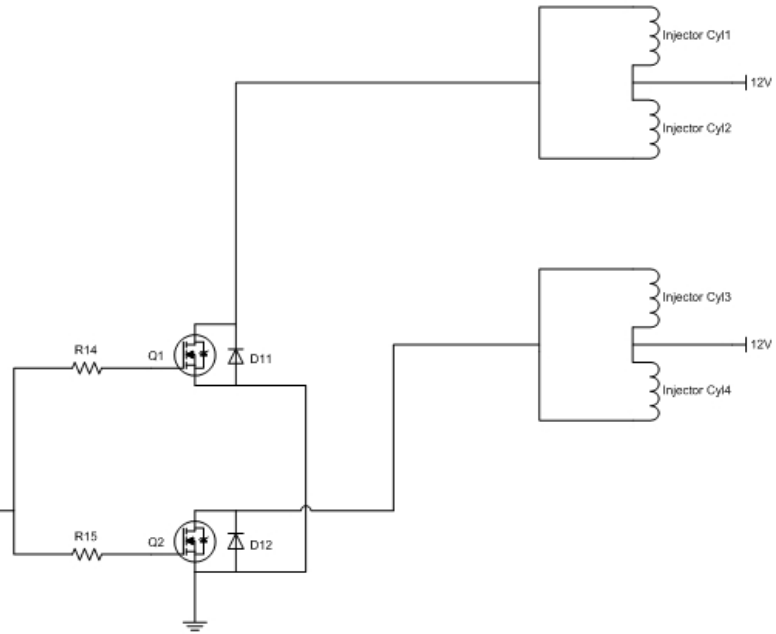 Injector Cyl1
12V
Injector Cyl2
Injector Cyl3
R14
Q1
D11
12V
Injector Cyl4
R15
Q2
D12